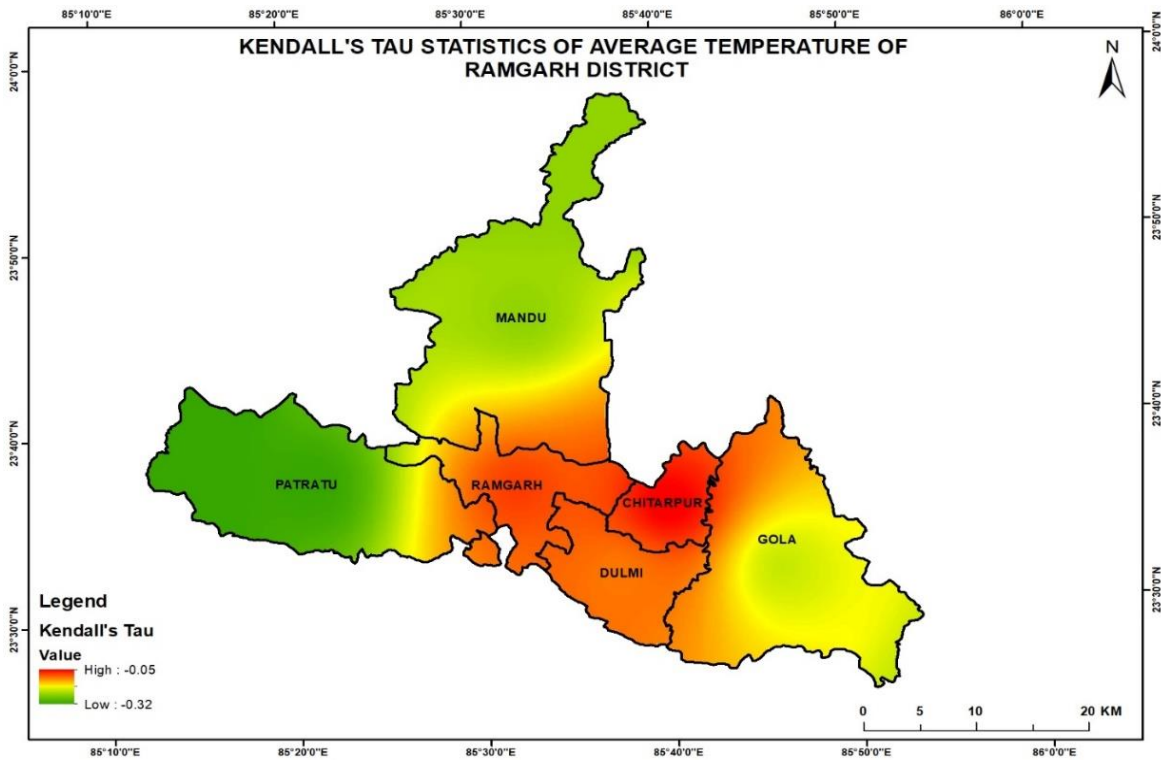 85°10'0"E 85°20'0"E 85°30'0"E 85°40'0"E 85°50'0"E 86°0'0"E
KENDALL'S TAU STATISTICS OF AVERAGE TEMPERATURE OF
RAMGARH DISTRICT
N
24°0'0"N
24°0'0"N
23°50'0"N
23°50'0"N
MANDU
23°40'0"N
23°40'0"N
PATRATU
RAMGARH
CHITARPUR
GOLA
DULMI
23°30'0"N
23°30'0"N
Legend
Kendall's Tau
Value
High : -0.05
Low : -0.32
0 5 10 20 KM
85°10'0"E 85°20'0"E 85°30'0"E 85°40'0"E 85°50'0"E 86°0'0"E